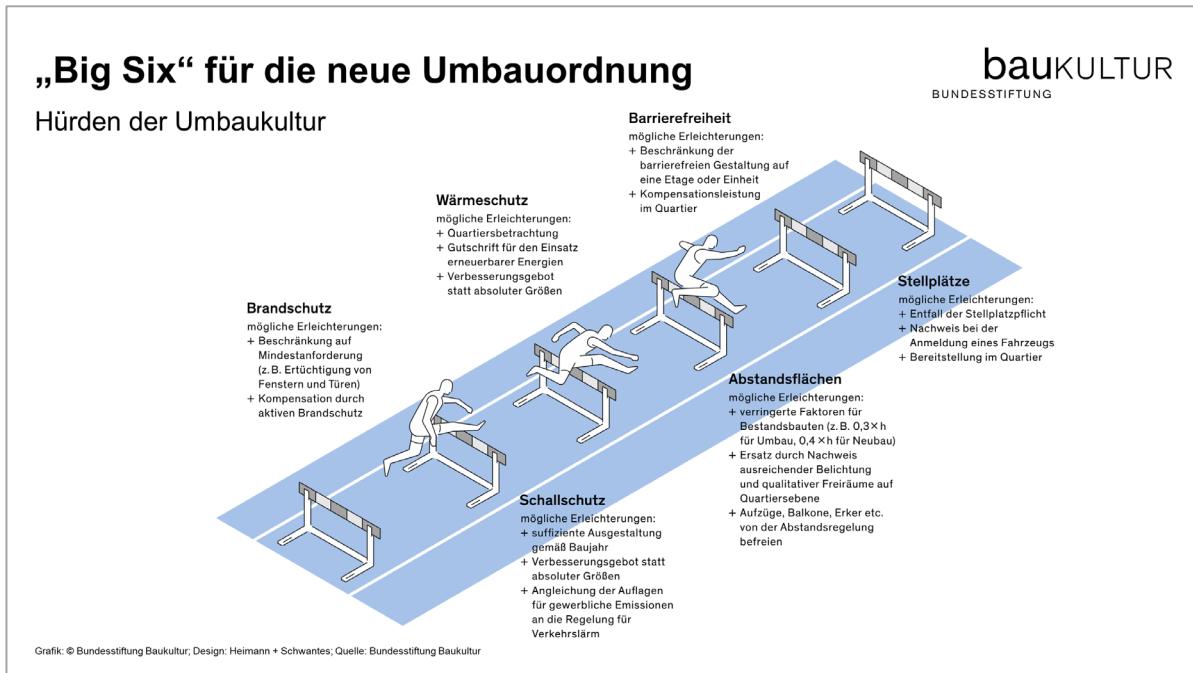 „Big Six“ für die neue Umbauordnung
Hürden der Umbaukultur
bauKULTUR
BUNDESSTIFTUNG
Barrierefreiheit
mögliche Erleichterungen:
+ Beschränkung der
barrierefreien Gestaltung auf
eine Etage oder Einheit
+ Kompensationsleistung
im Quartier
Wärmeschutz
mögliche Erleichterungen:
+ Quartiersbetrachtung
+ Gutschrift für den Einsatz
erneuerbarer Energien
+ Verbesserungsgebot
statt absoluter Größen
Brandschutz
mögliche Erleichterungen:
+ Beschränkung auf
Mindestanforderung
(z. B. Ertüchtigung von
Fenstern und Türen)
+ Kompensation durch
aktiven Brandschutz
Stellplätze
mögliche Erleichterungen:
+ Entfall der Stellplatzpflicht
+ Nachweis bei der
Anmeldung eines Fahrzeugs
+ Bereitstellung im Quartier
Abstandsflächen
mögliche Erleichterungen:
+ verringerte Faktoren für
Bestandsbauten (z. B. 0,3 × h
für Umbau, 0,4 × h für Neubau)
+ Ersatz durch Nachweis
ausreichender Belichtung
und qualitativer Freiräume auf
Quartiersebene
+ Aufzüge, Balkone, Erker etc.
von der Abstandsregelung
befreien
Schallschutz
mögliche Erleichterungen:
+ suffiziente Ausgestaltung
gemäß Baujahr
+ Verbesserungsgebot statt
absoluter Größen
+ Angleichung der Auflagen
für gewerbliche Emissionen
an die Regelung für
Verkehrslärm
Grafik: © Bundesstiftung Baukultur; Design: Heimann + Schwantes; Quelle: Bundesstiftung Baukultur